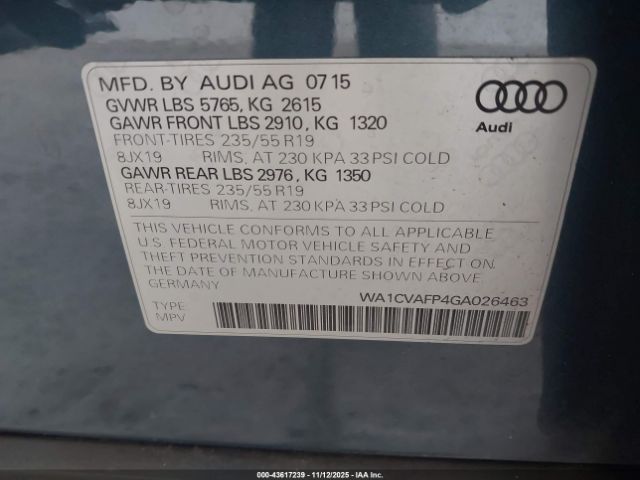 MFD. BY AUDI AG 07 15
GVWR LBS 5765, KG 2615
GAWR FRONT LBS 2910, KG 1320
FRONT-TIRES 235/55 R19
8JX19 RIMS, AT 230 KPA 33 PSI COLD
GAWR REAR LBS 2976, KG 1350
REAR-TIRES 235/55 R19
8JX19 RIMS, AT 230 KPA 33 PSI COLD
Audi
THIS VEHICLE CONFORMS TO ALL APPLICABLE
U.S. FEDERAL MOTOR VEHICLE SAFETY AND
THEFT PREVENTION STANDARDS IN EFFECT ON
THE DATE OF MANUFACTURE SHOWN ABOVE
GERMANY
WA1CVAFP4GA026463
TYPE:
MPV
000-43617239 - 11/12/2025 - IAA Inc.